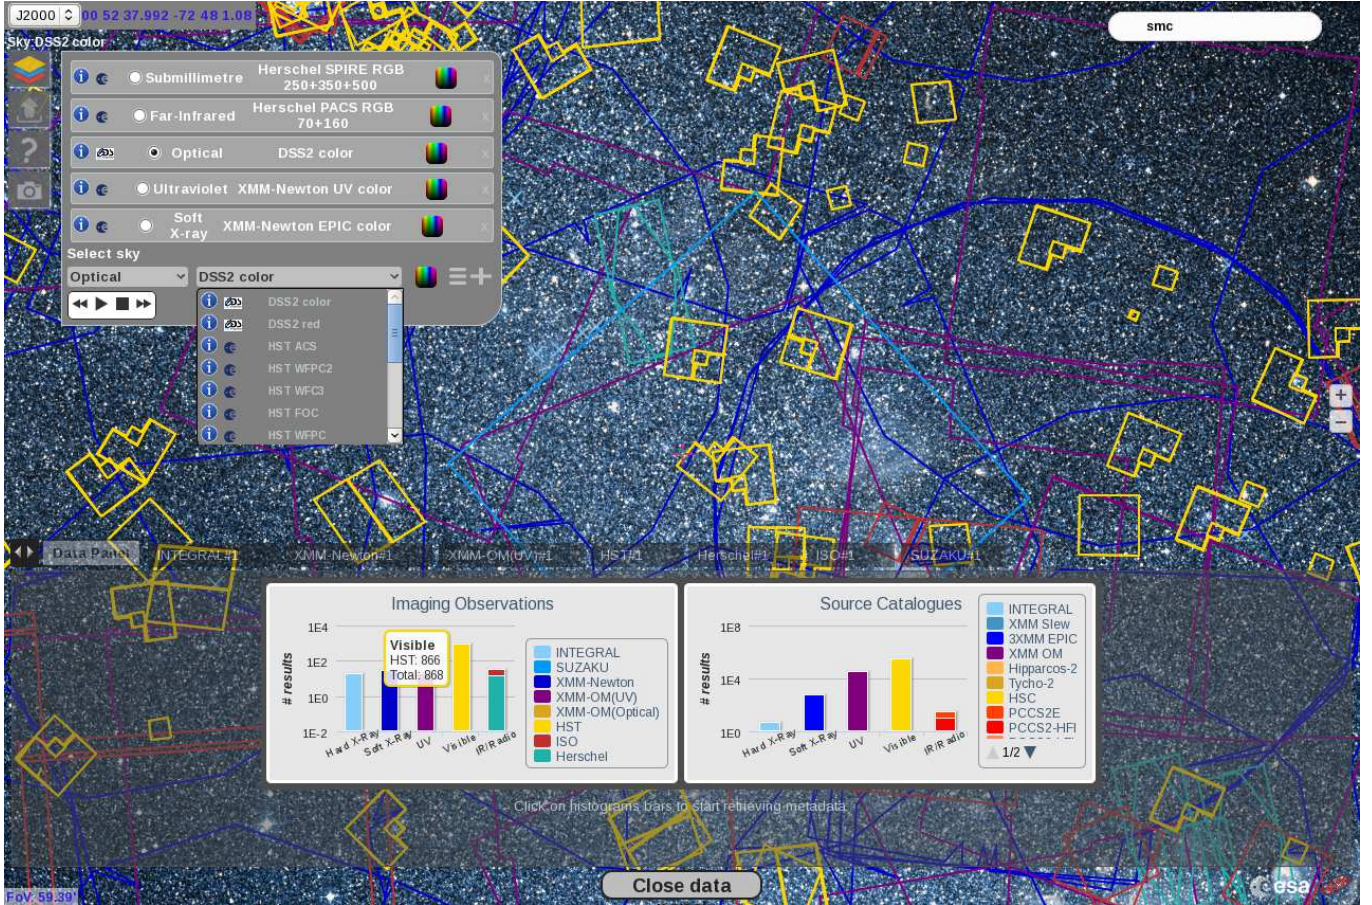 J2000
00 52 37.992 -72 48 1.08
smc
Sky:DSS2 color
Submillimetre Herschel SPIRE RGB
250+350+500
x
Far-Infrared Herschel PACS RGB
70+160
x
Optical DSS2 color
x
Ultraviolet XMM-Newton UV color
x
Soft
X-ray XMM-Newton EPIC color
x
?
Select sky
Optical DSS2 color
DSS2 color
DSS2 red
HST ACS
HST WFPC2
HST WFC3
HST FOC
HST WFPC
+
−
Data Panel INTEGRAL#1 XMM-Newton#1 XMM-OM(UV)#1 HST#1 Herschel#1 ISO#1 SUZAKU#1
Imaging Observations
# results
1E4
1E2
1E0
1E-2
Visible
HST: 866
Total: 868
Hard X-Ray Soft X-Ray UV Visible IR/Radio
INTEGRAL
SUZAKU
XMM-Newton
XMM-OM(UV)
XMM-OM(Optical)
HST
ISO
Herschel
Source Catalogues
# results
1E8
1E4
1E0
Hard X-Ray Soft X-Ray UV Visible IR/Radio
INTEGRAL
XMM Slew
3XMM EPIC
XMM OM
Hipparcos-2
Tycho-2
HSC
PCCS2E
PCCS2-HFI
1/2
Click on histograms bars to start retrieving metadata
Close data
FoV: 59.39'
esa